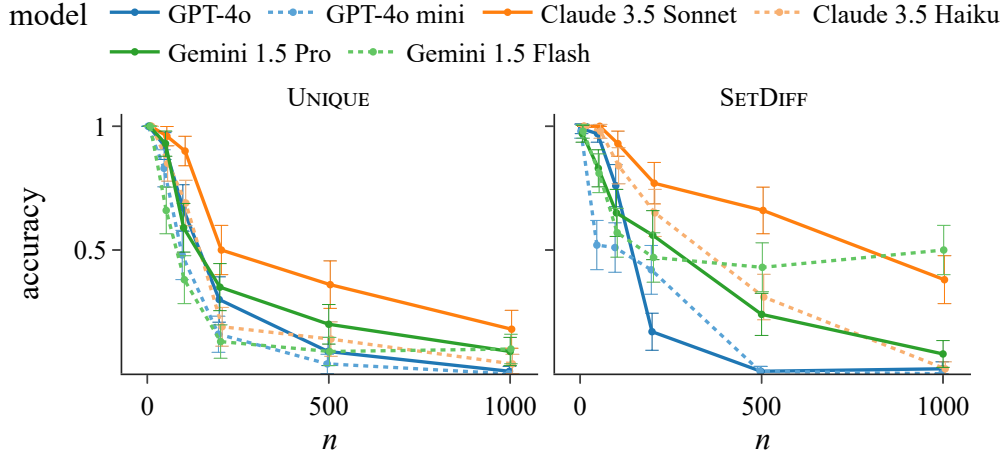 model GPT-4o GPT-4o mini Claude 3.5 Sonnet Claude 3.5 Haiku
Gemini 1.5 Pro Gemini 1.5 Flash
UNIQUE SETDIFF
1
0.5
accuracy
0 500 1000 0 500 1000
n n